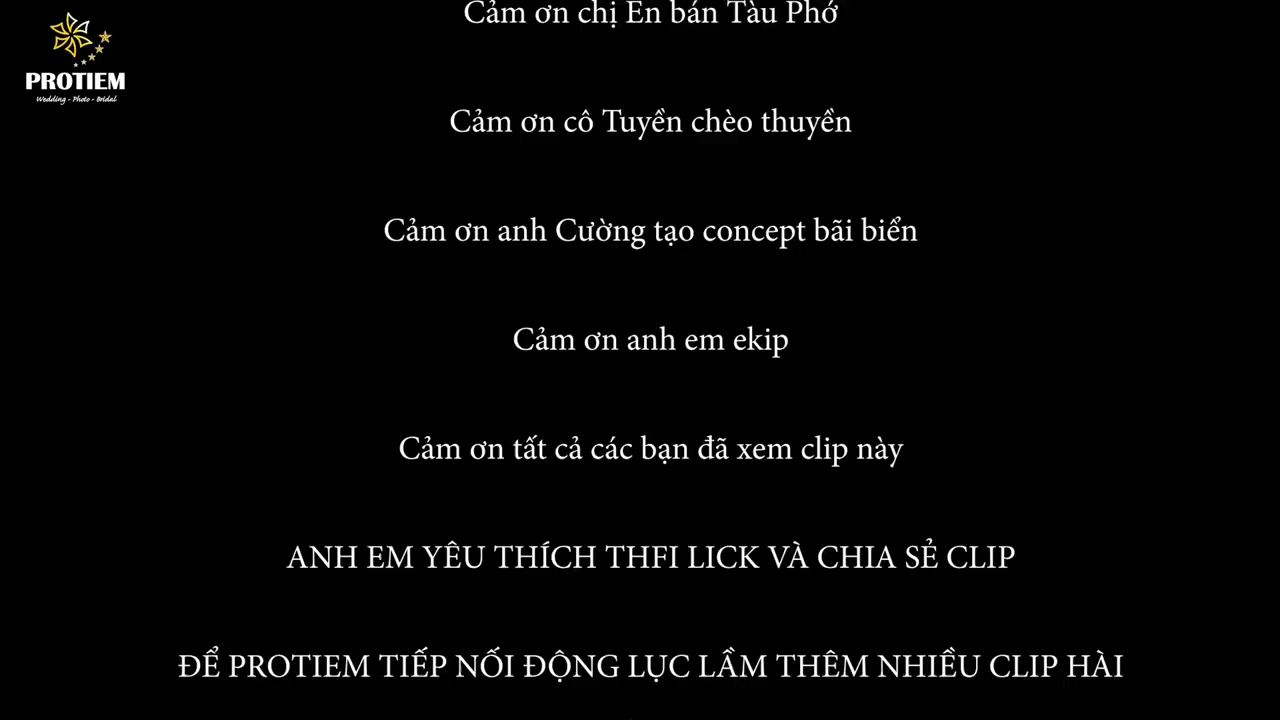 Cảm ơn chị Én bán Tàu Phớ
PROTIEM
Wedding - Photo - Bridal
Cảm ơn cô Tuyền chèo thuyền
Cảm ơn anh Cường tạo concept bãi biển
Cảm ơn anh em ekip
Cảm ơn tất cả các bạn đã xem clip này
ANH EM YÊU THÍCH THFI LICK VÀ CHIA SẺ CLIP
ĐỂ PROTIEM TIẾP NỐI ĐỘNG LỤC LẦM THÊM NHIỀU CLIP HÀI